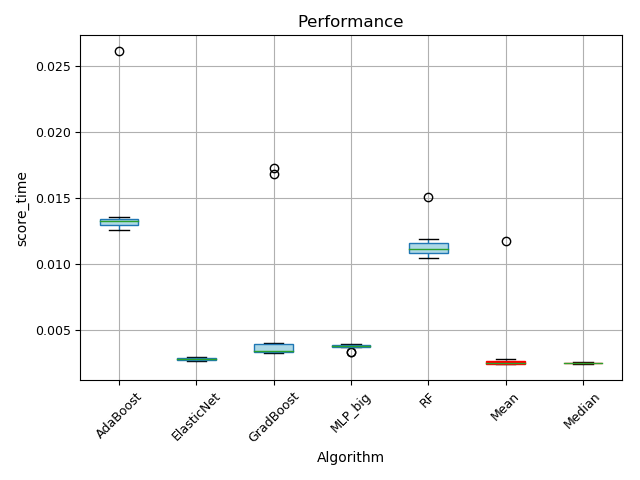 Performance
score_time
0.025
0.020
0.015
0.010
0.005
AdaBoost
ElasticNet
GradBoost
MLP_big
RF
Mean
Median
Algorithm